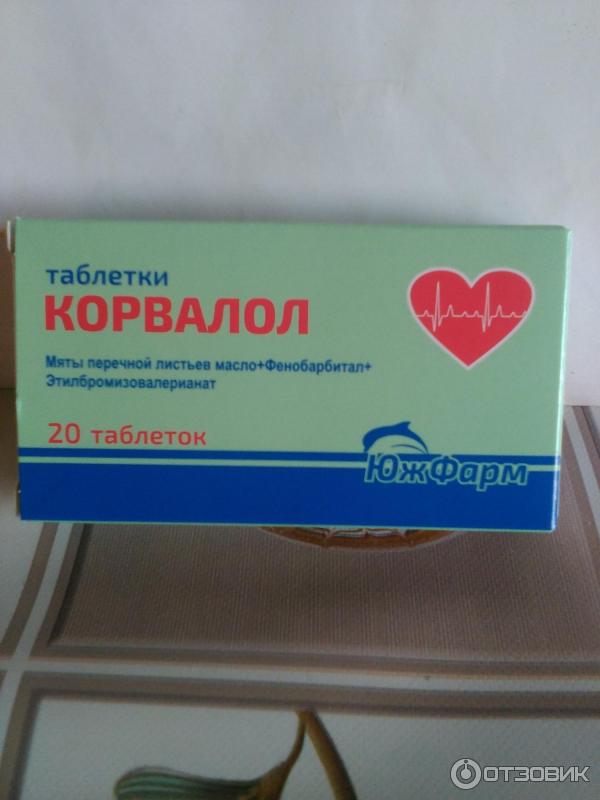 таблетки
КОРВАЛОЛ
Мяты перечной листьев масло+Фенобарбитал+
Этилбромизовалерианат
20 таблеток
ЮжФарм
ОТЗОВИК